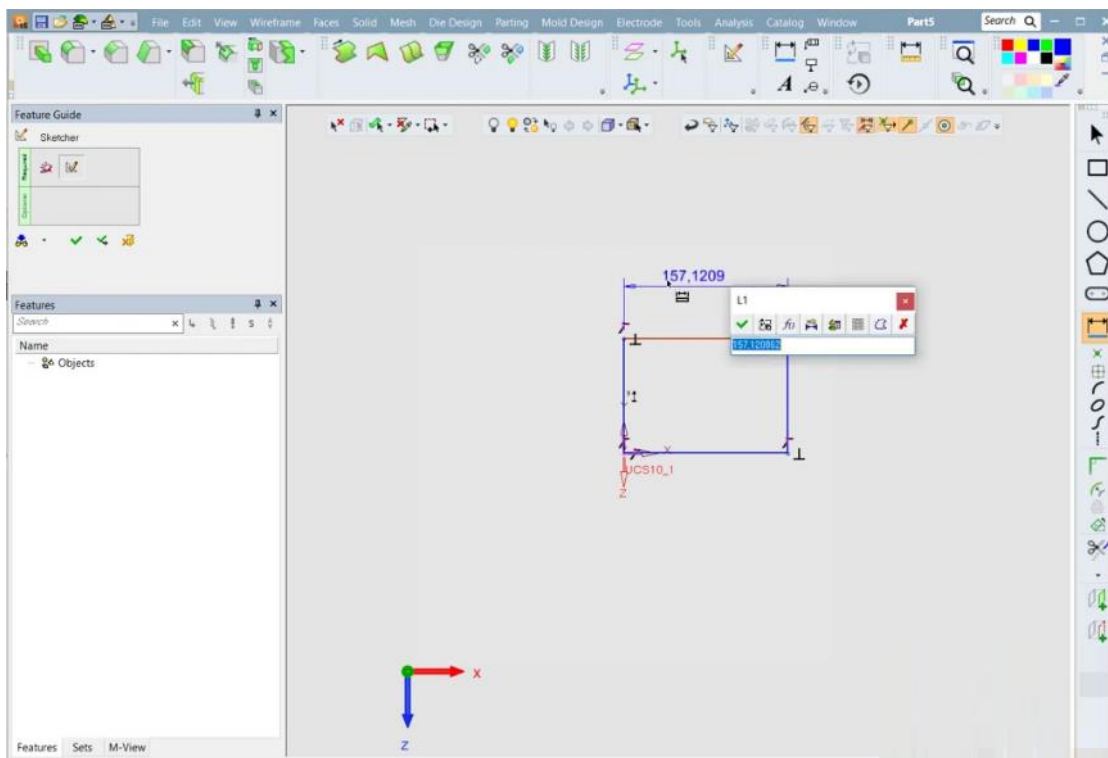 File Edit View Wireframe Faces Solid Mesh Die Design Parting Mold Design Electrode Tools Analysis Catalog Window Part5 Search
A
Feature Guide
Sketcher
Required
Optional
Features
Search
Name
Objects
157,1209
L1
157,120862
X
UCS10_1
Z
X
Z
Features Sets M-View